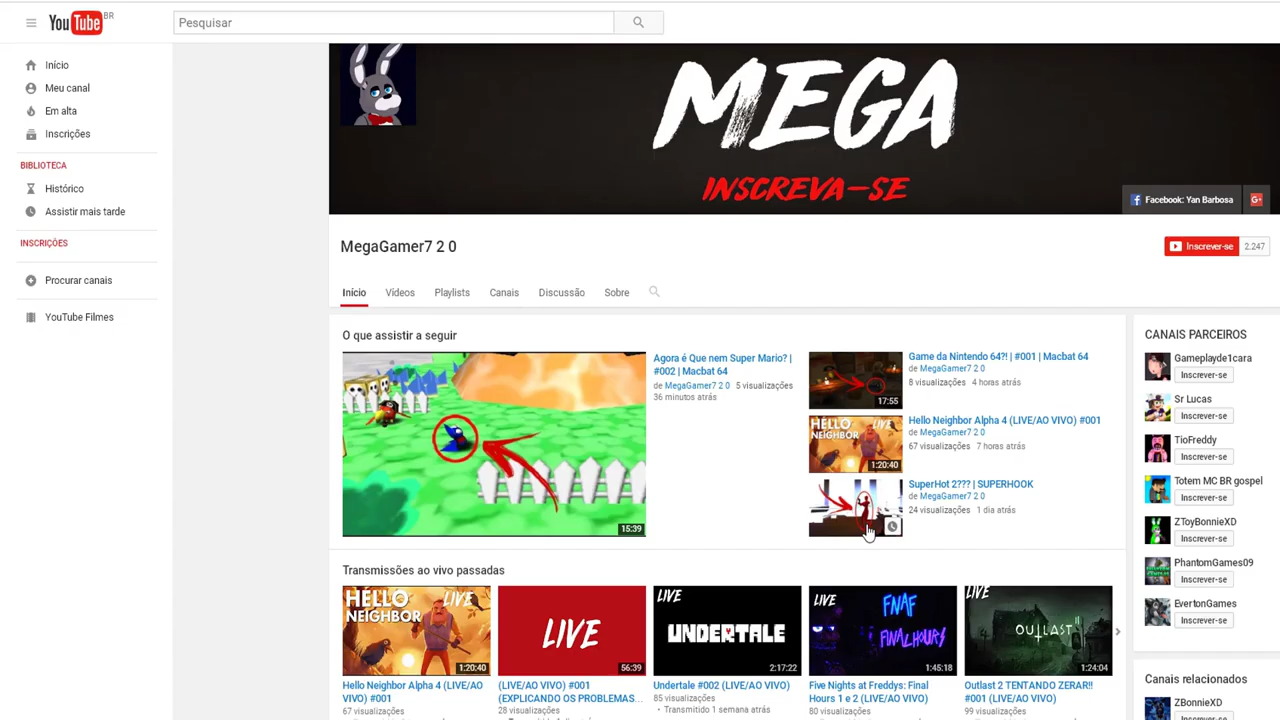 YouTube BR
Pesquisar
Início
Meu canal
Em alta
Inscrições
BIBLIOTECA
Histórico
Assistir mais tarde
INSCRIÇÕES
Procurar canais
YouTube Filmes
MEGA
INSCREVA-SE
Facebook: Yan Barbosa
G+
MegaGamer7 2 0
Inscrever-se 2.247
Início Vídeos Playlists Canais Discussão Sobre
O que assistir a seguir
15:39
Agora é Que nem Super Mario? |
#002 | Macbat 64
de MegaGamer7 2 0 5 visualizações
36 minutos atrás
17:55
Game da Nintendo 64?! | #001 | Macbat 64
de MegaGamer7 2 0
8 visualizações 4 horas atrás
HELLO
NEIGHBOR
LIVE
1:20:40
Hello Neighbor Alpha 4 (LIVE/AO VIVO) #001
de MegaGamer7 2 0
67 visualizações 7 horas atrás
SuperHot 2??? | SUPERHOOK
de MegaGamer7 2 0
24 visualizações 1 dia atrás
Transmissões ao vivo passadas
HELLO
NEIGHBOR
LIVE
1:20:40
Hello Neighbor Alpha 4 (LIVE/AO
VIVO) #001
67 visualizações
LIVE
56:39
(LIVE/AO VIVO) #001
(EXPLICANDO OS PROBLEMAS...
28 visualizações
LIVE
UNDERTALE
2:17:22
Undertale #002 (LIVE/AO VIVO)
85 visualizações
• Transmitido 1 semana atrás
LIVE
FNAF
FINAL HOURS
1:45:18
Five Nights at Freddys: Final
Hours 1 e 2 (LIVE/AO VIVO)
80 visualizações
LIVE
OUTLAST II
1:24:04
Outlast 2 TENTANDO ZERAR!!
#001 (LIVE/AO VIVO)
99 visualizações
CANAIS PARCEIROS
Gameplayde1cara
Inscrever-se
Sr Lucas
Inscrever-se
TioFreddy
Inscrever-se
Totem MC BR gospel
Inscrever-se
ZToyBonnieXD
Inscrever-se
PhantomGames09
Inscrever-se
EvertonGames
Inscrever-se
Canais relacionados
ZBonnieXD